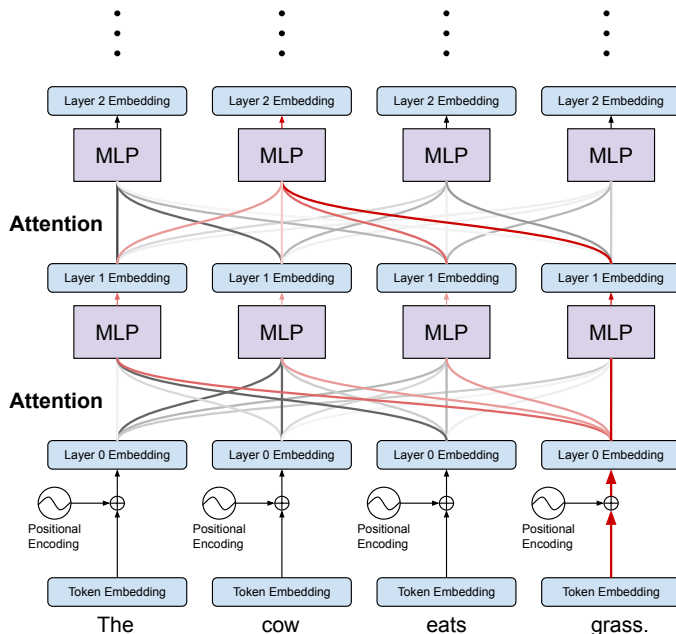 Layer 2 Embedding Layer 2 Embedding Layer 2 Embedding Layer 2 Embedding
MLP MLP MLP MLP
Attention
Layer 1 Embedding Layer 1 Embedding Layer 1 Embedding Layer 1 Embedding
MLP MLP MLP MLP
Attention
Layer 0 Embedding Layer 0 Embedding Layer 0 Embedding Layer 0 Embedding
Positional Positional Positional Positional
Encoding Encoding Encoding Encoding
Token Embedding Token Embedding Token Embedding Token Embedding
The cow eats grass.